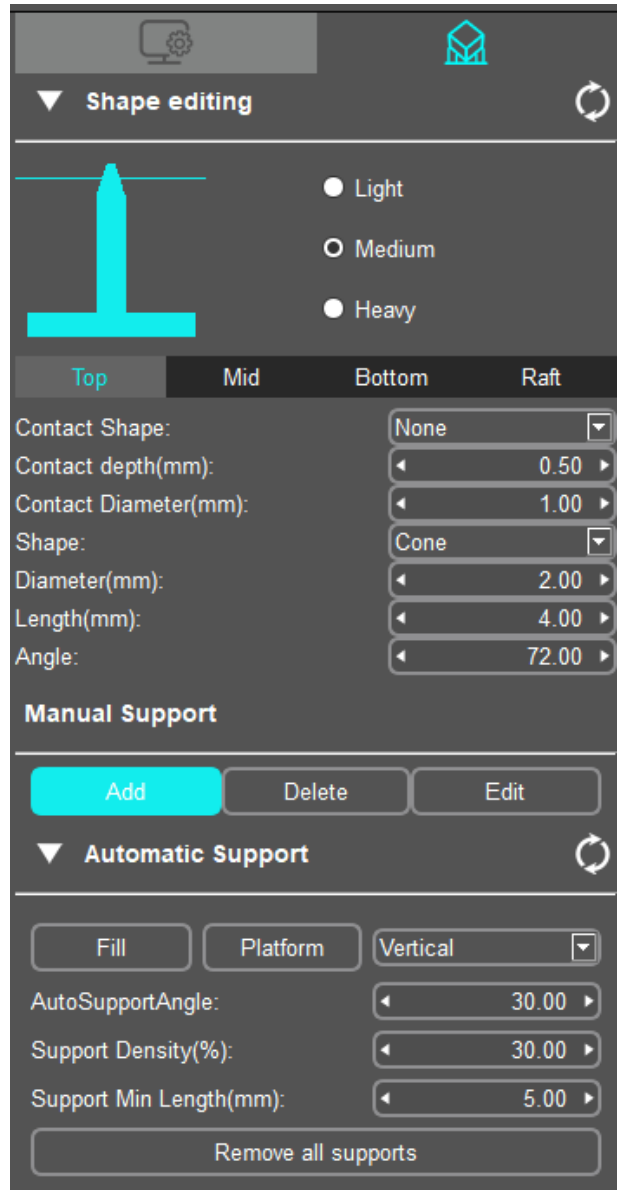 Shape editing
Light
Medium
Heavy
Top Mid Bottom Raft
Contact Shape: None
Contact depth(mm): 0.50
Contact Diameter(mm): 1.00
Shape: Cone
Diameter(mm): 2.00
Length(mm): 4.00
Angle: 72.00
Manual Support
Add Delete Edit
Automatic Support
Fill Platform Vertical
AutoSupportAngle: 30.00
Support Density(%): 30.00
Support Min Length(mm): 5.00
Remove all supports